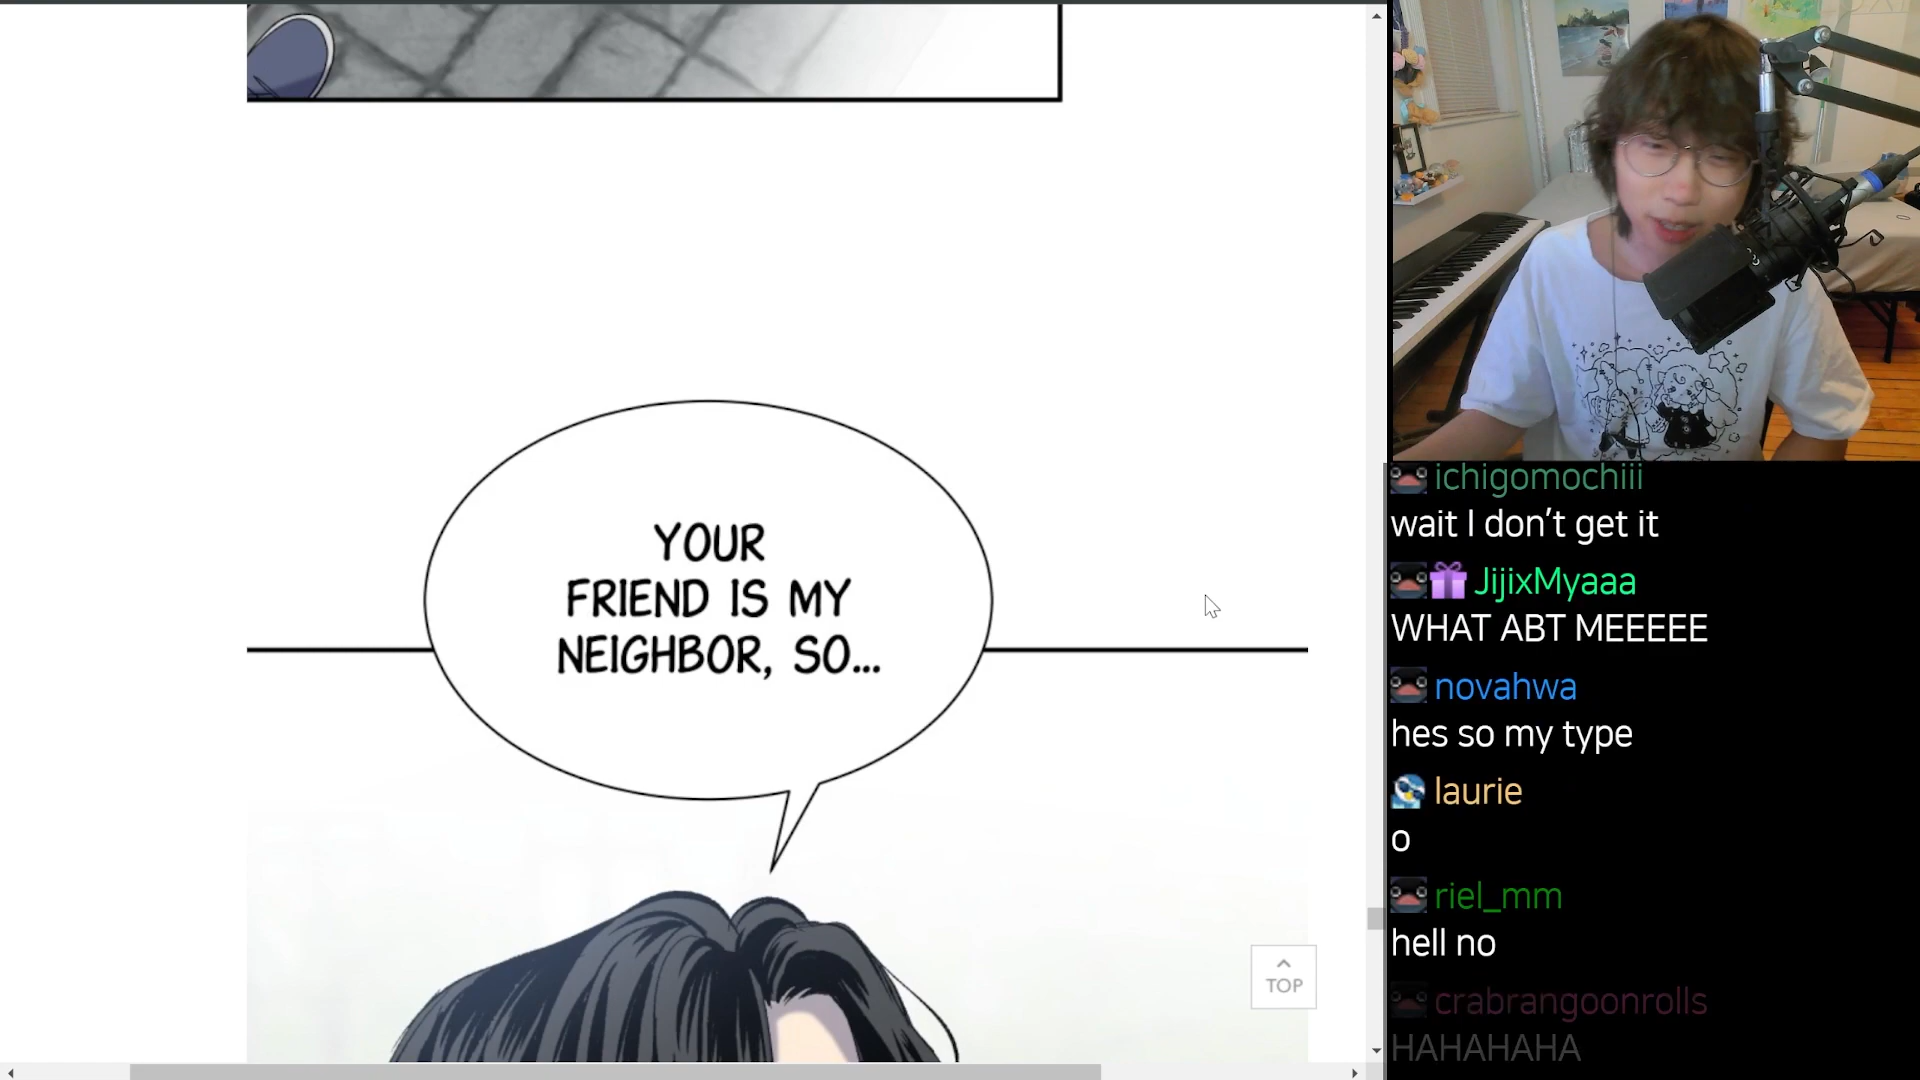 YOUR
FRIEND IS MY
NEIGHBOR, SO...
TOP
ichigomochiii
wait I don't get it
JijixMyaaa
WHAT ABT MEEEEE
novahwa
hes so my type
laurie
o
riel_mm
hell no
crabrangoonrolls
HAHAHAHA